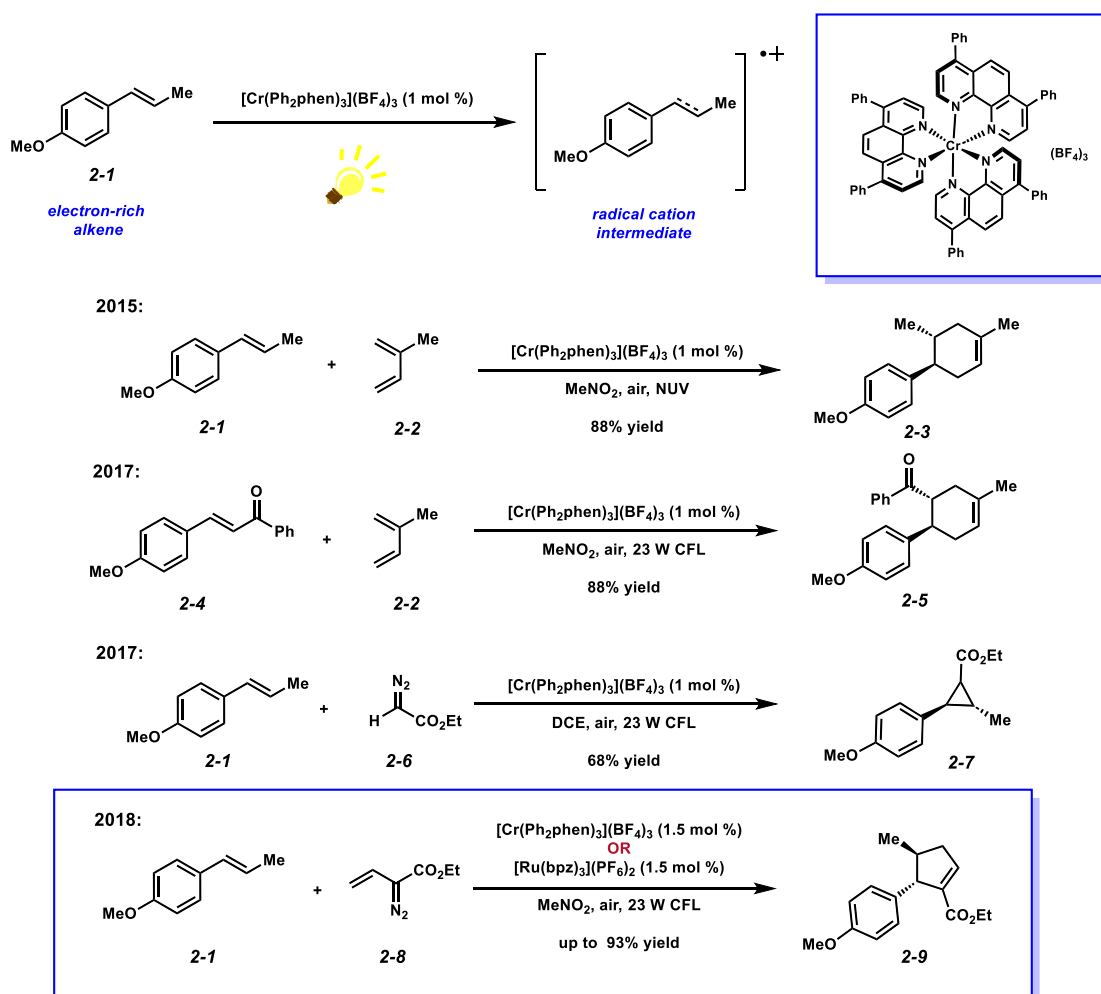 Me
MeO
2-1
electron-rich
alkene
[Cr(Ph2phen)3](BF4)3 (1 mol %)
•+
Me
MeO
radical cation
intermediate
Ph
Ph
N
N
Ph
Ph
N
N
Cr
N
N
(BF4)3
Ph
Ph
2015:
Me
MeO
2-1
+
Me
2-2
[Cr(Ph2phen)3](BF4)3 (1 mol %)
MeNO2, air, NUV
88% yield
Me
Me
MeO
2-3
2017:
O
Ph
MeO
2-4
+
Me
2-2
[Cr(Ph2phen)3](BF4)3 (1 mol %)
MeNO2, air, 23 W CFL
88% yield
O
Ph
Me
MeO
2-5
2017:
Me
MeO
2-1
+
N2
H
CO2Et
2-6
[Cr(Ph2phen)3](BF4)3 (1 mol %)
DCE, air, 23 W CFL
68% yield
CO2Et
Me
MeO
2-7
2018:
Me
MeO
2-1
+
CO2Et
N2
2-8
[Cr(Ph2phen)3](BF4)3 (1.5 mol %)
OR
[Ru(bpz)3](PF6)2 (1.5 mol %)
MeNO2, air, 23 W CFL
up to 93% yield
Me
CO2Et
MeO
2-9